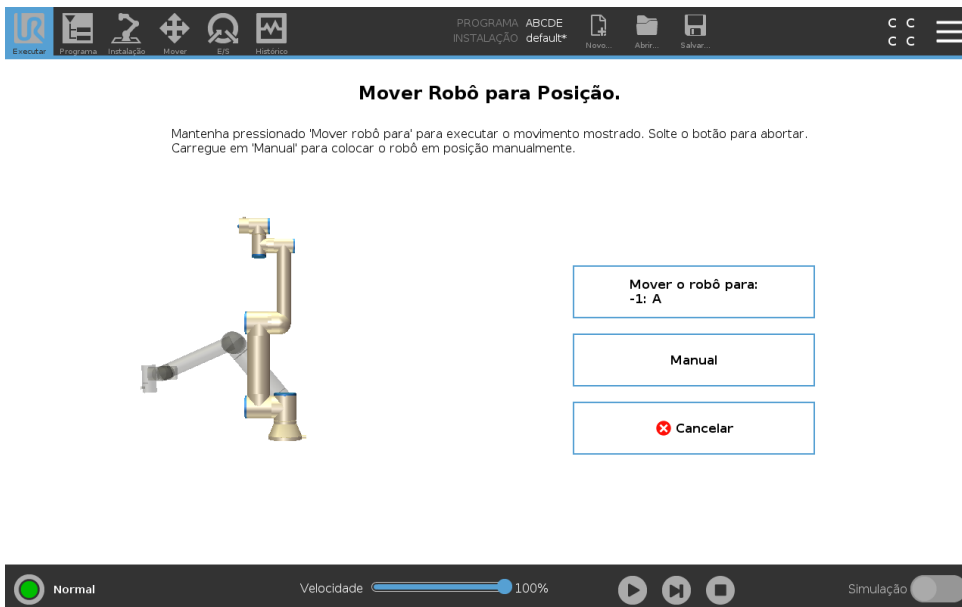 UR
Executar
Programa
Instalação
Mover
E/S
Histórico
PROGRAMA ABCDE
INSTALAÇÃO default*
Novo...
Abrir...
Salvar...
C C
C C
Mover Robô para Posição.
Mantenha pressionado 'Mover robô para' para executar o movimento mostrado. Solte o botão para abortar.
Carregue em 'Manual' para colocar o robô em posição manualmente.
Mover o robô para:
-1: A
Manual
Cancelar
Normal
Velocidade 100%
Simulação